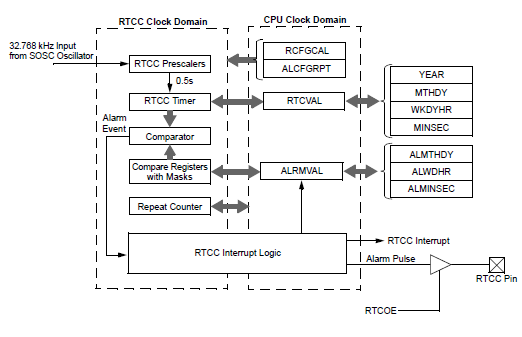 RTCC Clock Domain
CPU Clock Domain
32.768 kHz Input
from SOSC Oscillator
RTCC Prescalers
RCFGCAL
ALCFGRPT
0.5s
YEAR
MTHDY
WKDYHR
MINSEC
RTCC Timer
RTCVAL
Alarm
Event
Comparator
Compare Registers
with Masks
ALRMVAL
ALMTHDY
ALWDHR
ALMINSEC
Repeat Counter
RTCC Interrupt Logic
RTCC Interrupt
Alarm Pulse
RTCC Pin
RTCOE